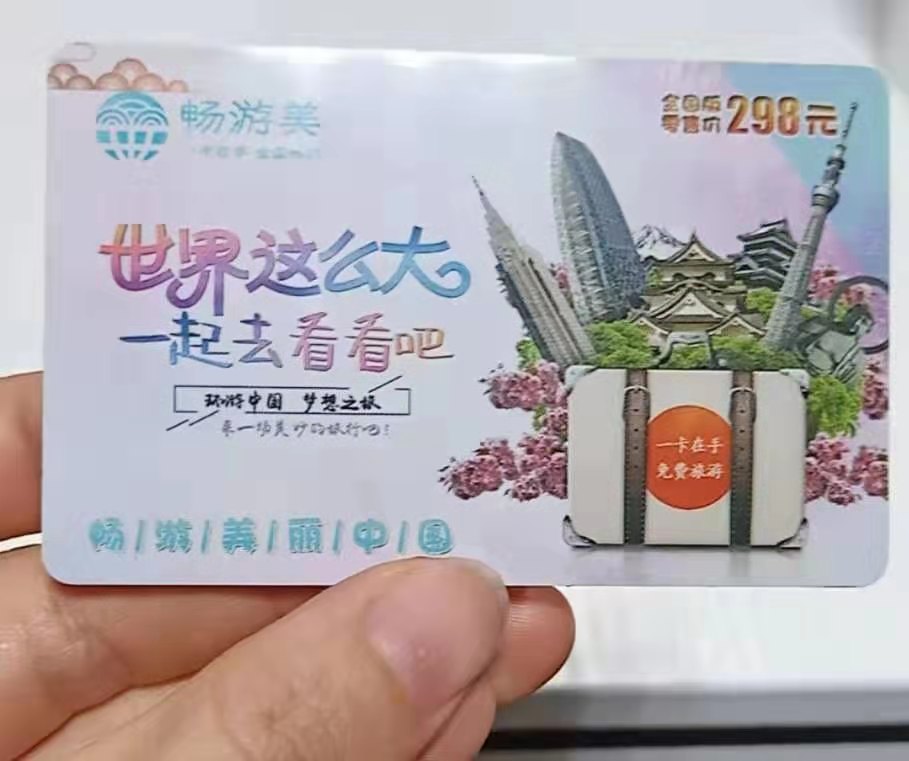 畅游美
全国版
零售价298元
世界这么大
一起去看看吧
环游中国 梦想之旅
来一场美妙的旅行吧!
一卡在手
免费旅游
畅/游/美/丽/中/国